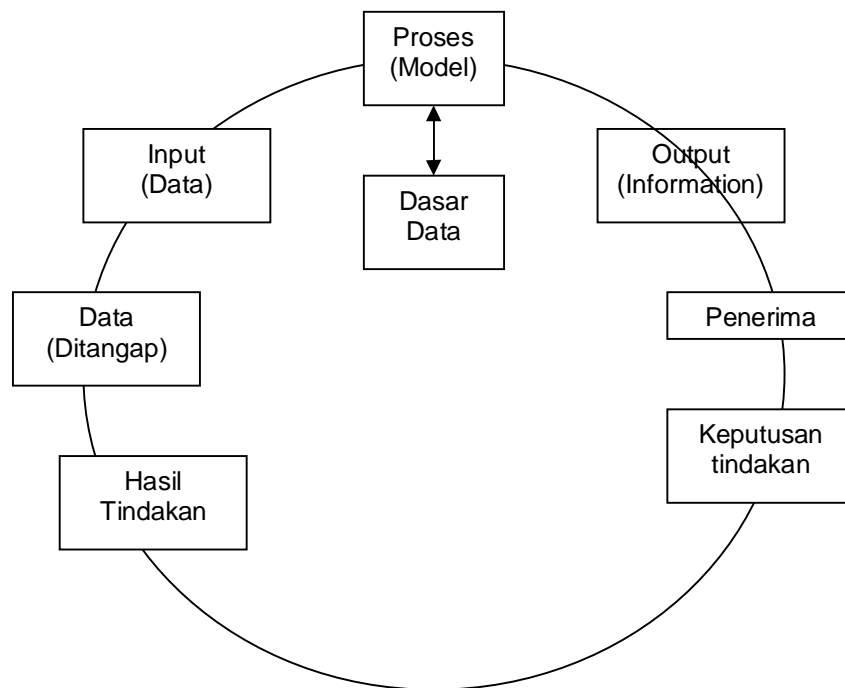 Proses
(Model)
Input
(Data)
Output
(Information)
Dasar
Data
Data
(Ditangap)
Penerima
Keputusan
tindakan
Hasil
Tindakan